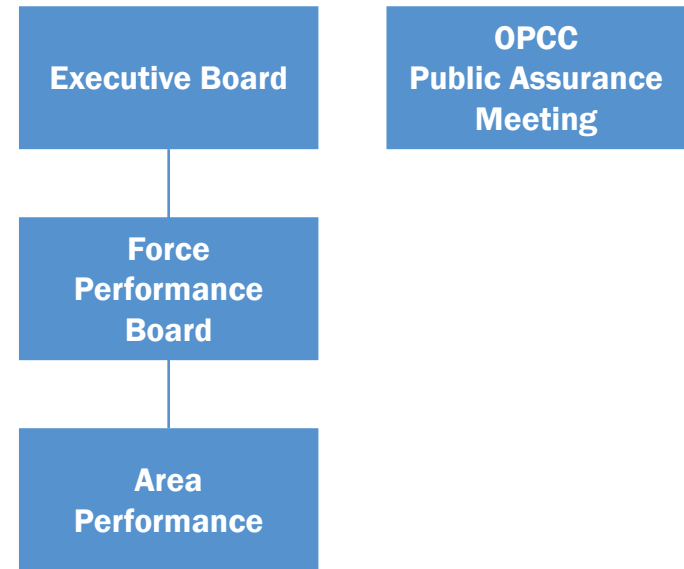 Executive Board
OPCC
Public Assurance
Meeting
Force
Performance
Board
Area
Performance